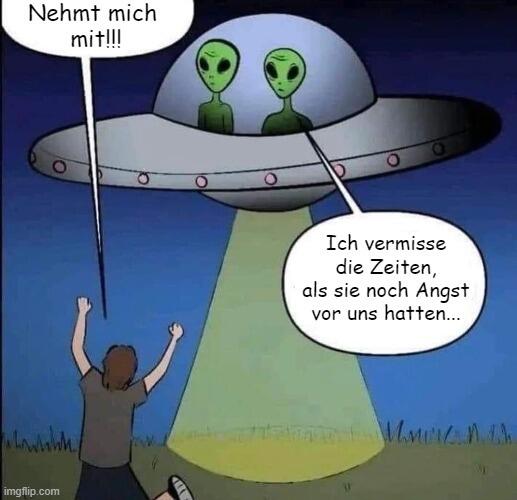 Nehmt mich
mit!!!
Ich vermisse
die Zeiten,
als sie noch Angst
vor uns hatten...
imgflip.com